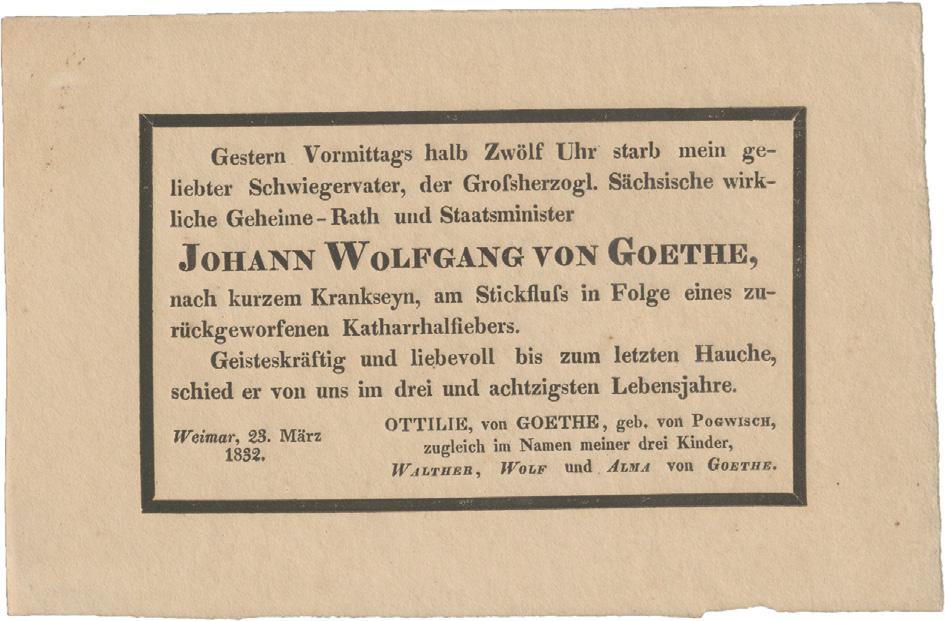 Gestern Vormittags halb Zwölf Uhr starb mein ge-
liebter Schwiegervater, der Groſsherzogl. Sächsische wirk-
liche Geheime-Rath und Staatsminister
JOHANN WOLFGANG VON GOETHE,
nach kurzem Krankseyn, am Stickfluſs in Folge eines zu-
rückgeworfenen Katharrhalfiebers.
Geisteskräftig und liebevoll bis zum letzten Hauche,
schied er von uns im drei und achtzigsten Lebensjahre.
Weimar, 23. März
1832.
OTTILIE, von GOETHE, geb. von POGWISCH,
zugleich im Namen meiner drei Kinder,
WALTHER, WOLF und ALMA von GOETHE.